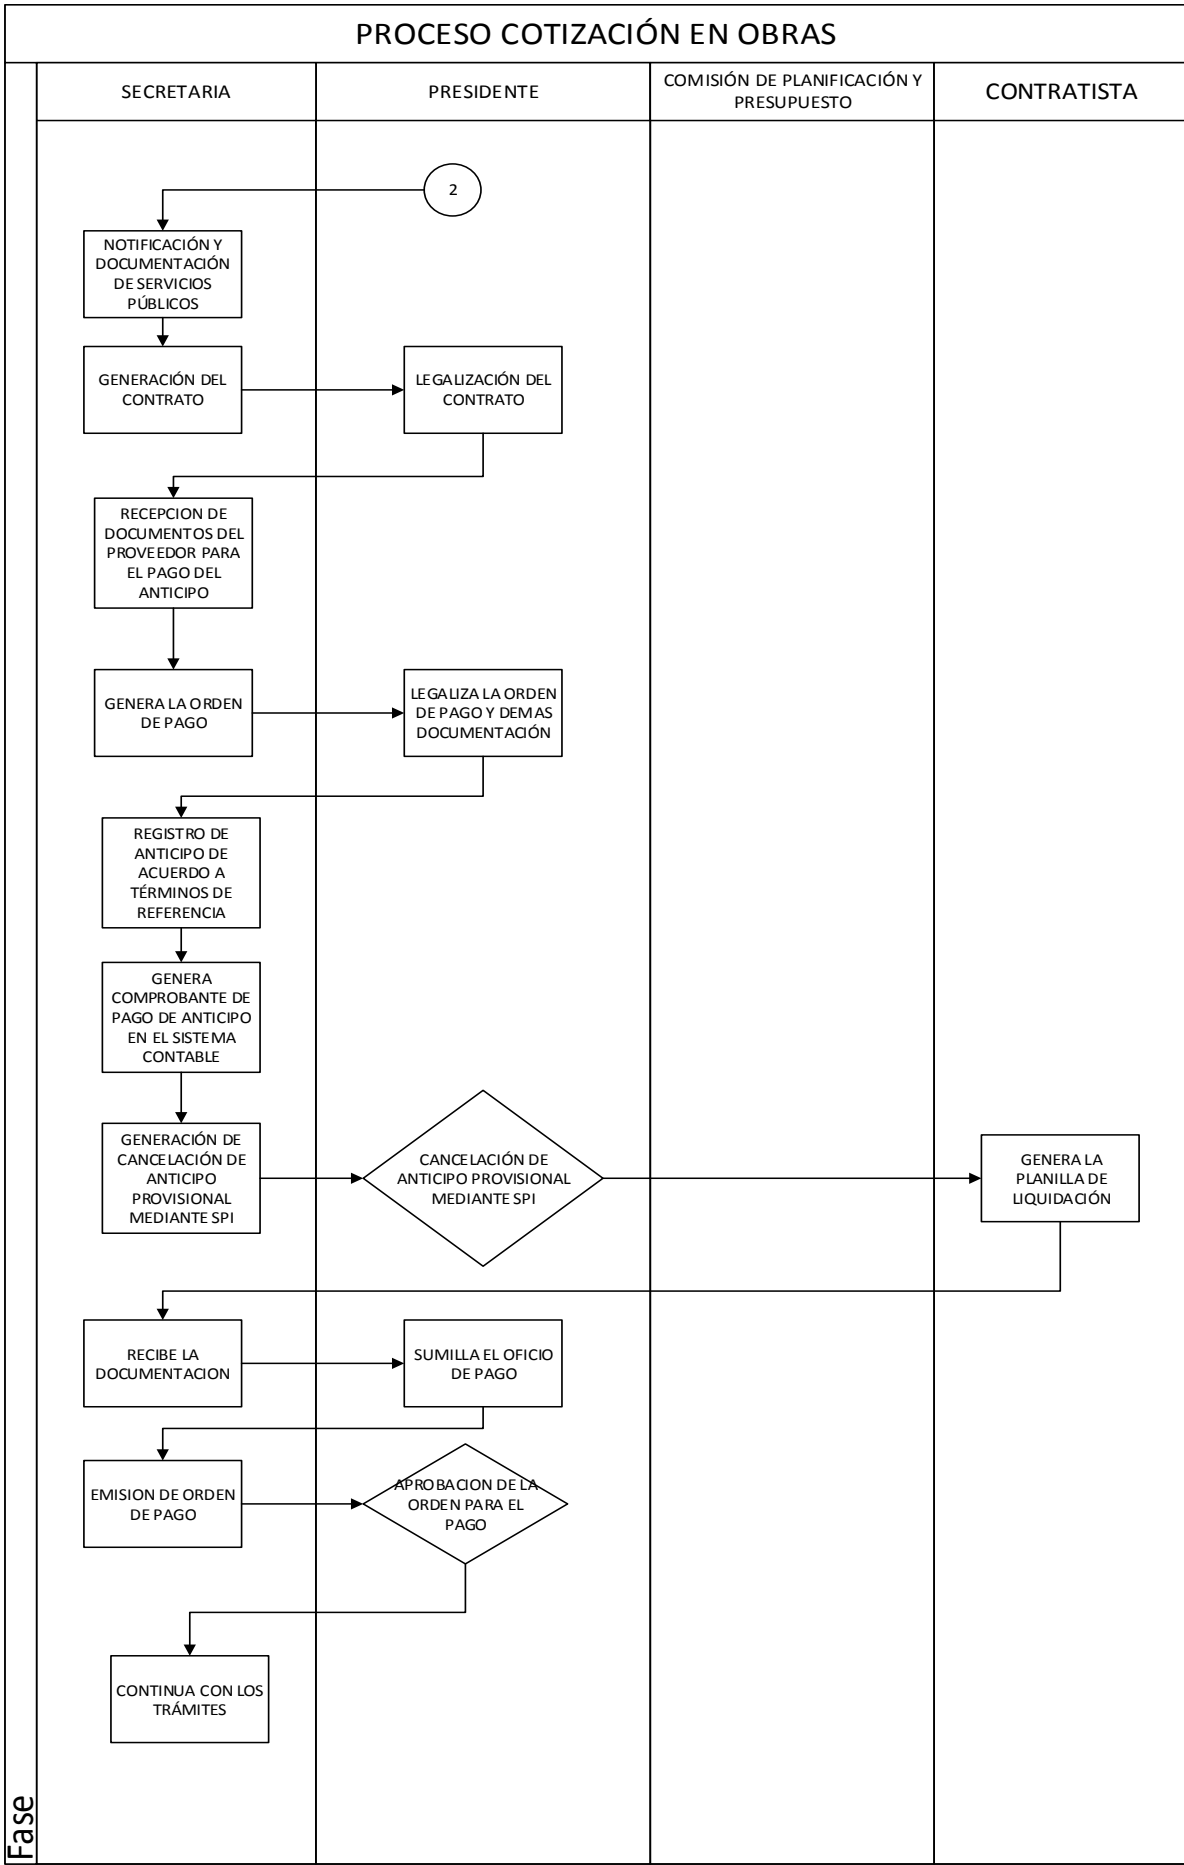 PROCESO COTIZACIÓN EN OBRAS
SECRETARIA
PRESIDENTE
COMISIÓN DE PLANIFICACIÓN Y
PRESUPUESTO
CONTRATISTA
2
NOTIFICACIÓN Y
DOCUMENTACIÓN
DE SERVICIOS
PÚBLICOS
GENERACIÓN DEL
CONTRATO
LEGALIZACIÓN DEL
CONTRATO
RECEPCION DE
DOCUMENTOS DEL
PROVEEDOR PARA
EL PAGO DEL
ANTICIPO
GENERA LA ORDEN
DE PAGO
LEGALIZA LA ORDEN
DE PAGO Y DEMAS
DOCUMENTACIÓN
REGISTRO DE
ANTICIPO DE
ACUERDO A
TÉRMINOS DE
REFERENCIA
GENERA
COMPROBANTE DE
PAGO DE ANTICIPO
EN EL SISTEMA
CONTABLE
GENERACIÓN DE
CANCELACIÓN DE
ANTICIPO
PROVISIONAL
MEDIANTE SPI
CANCELACIÓN DE
ANTICIPO PROVISIONAL
MEDIANTE SPI
GENERA LA
PLANILLA DE
LIQUIDACIÓN
RECIBE LA
DOCUMENTACION
SUMILLA EL OFICIO
DE PAGO
EMISION DE ORDEN
DE PAGO
APROBACION DE LA
ORDEN PARA EL
PAGO
CONTINUA CON LOS
TRÁMITES
Fase